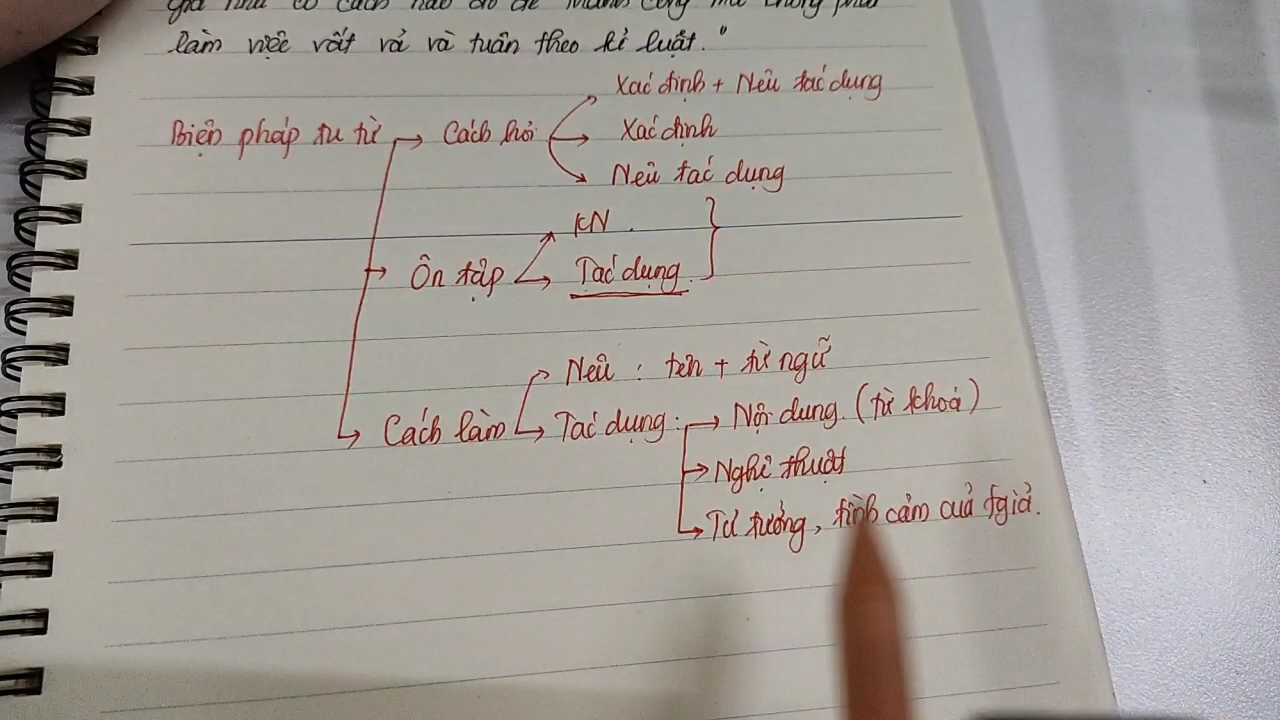 làm việc vất vả và tuân theo kỉ luật."
Xác định + Nêu tác dụng
Biện pháp tu từ → Cách hỏi → Xác định
Nêu tác dụng
KN
Ôn tập → Tác dụng
Nêu : tên + từ ngữ
Cách làm → Tác dụng : → Nội dung (từ khoá)
→ Nghệ thuật
→ Tư tưởng, tình cảm của tgiả.